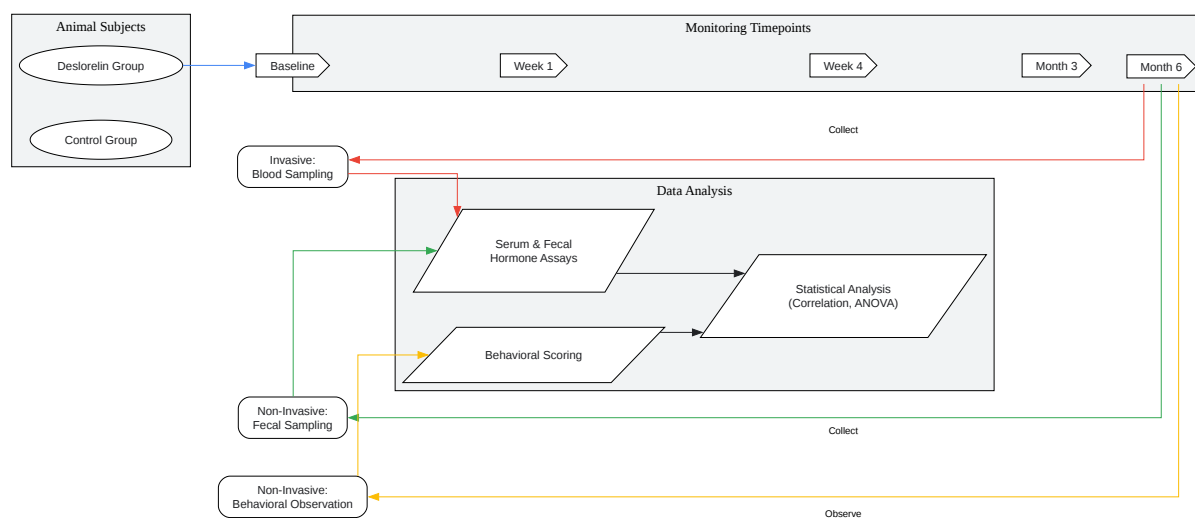 Animal Subjects
Deslorelin Group
Control Group
Monitoring Timepoints
Baseline
Week 1
Week 4
Month 3
Month 6
Collect
Invasive:
Blood Sampling
Data Analysis
Serum & Fecal
Hormone Assays
Statistical Analysis
(Correlation, ANOVA)
Behavioral Scoring
Non-Invasive:
Fecal Sampling
Collect
Non-Invasive:
Behavioral Observation
Observe